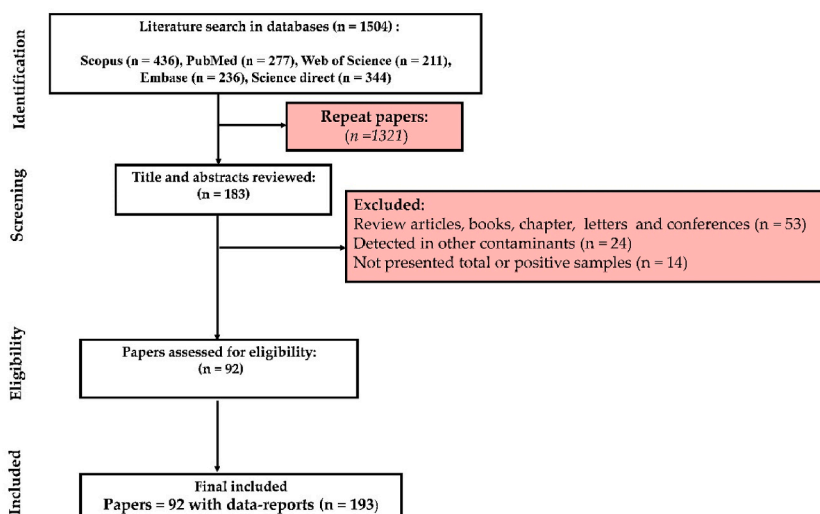 Identification
Literature search in databases (n = 1504) :
Scopus (n = 436), PubMed (n = 277), Web of Science (n = 211),
Embase (n = 236), Science direct (n = 344)
Repeat papers:
(n =1321)
Screening
Title and abstracts reviewed:
(n = 183)
Excluded:
Review articles, books, chapter, letters and conferences (n = 53)
Detected in other contaminants (n = 24)
Not presented total or positive samples (n = 14)
Eligibility
Papers assessed for eligibility:
(n = 92)
Included
Final included
Papers = 92 with data-reports (n = 193)